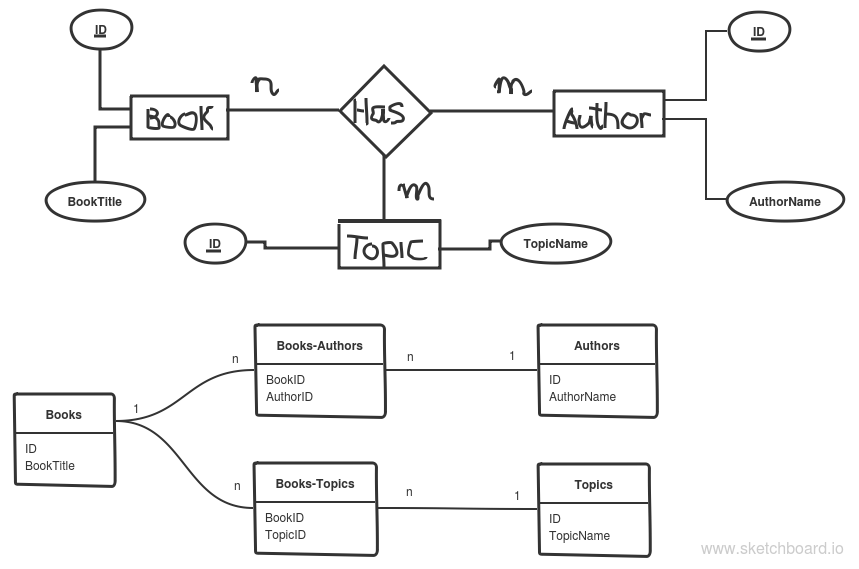 ID
ID
n
m
Book
Has
Author
BookTitle
m
AuthorName
ID
Topic
TopicName
Books-Authors
Authors
n
n
1
BookID
ID
AuthorID
AuthorName
Books
1
ID
BookTitle
Books-Topics
Topics
n
n
1
BookID
ID
TopicID
TopicName
www.sketchboard.io